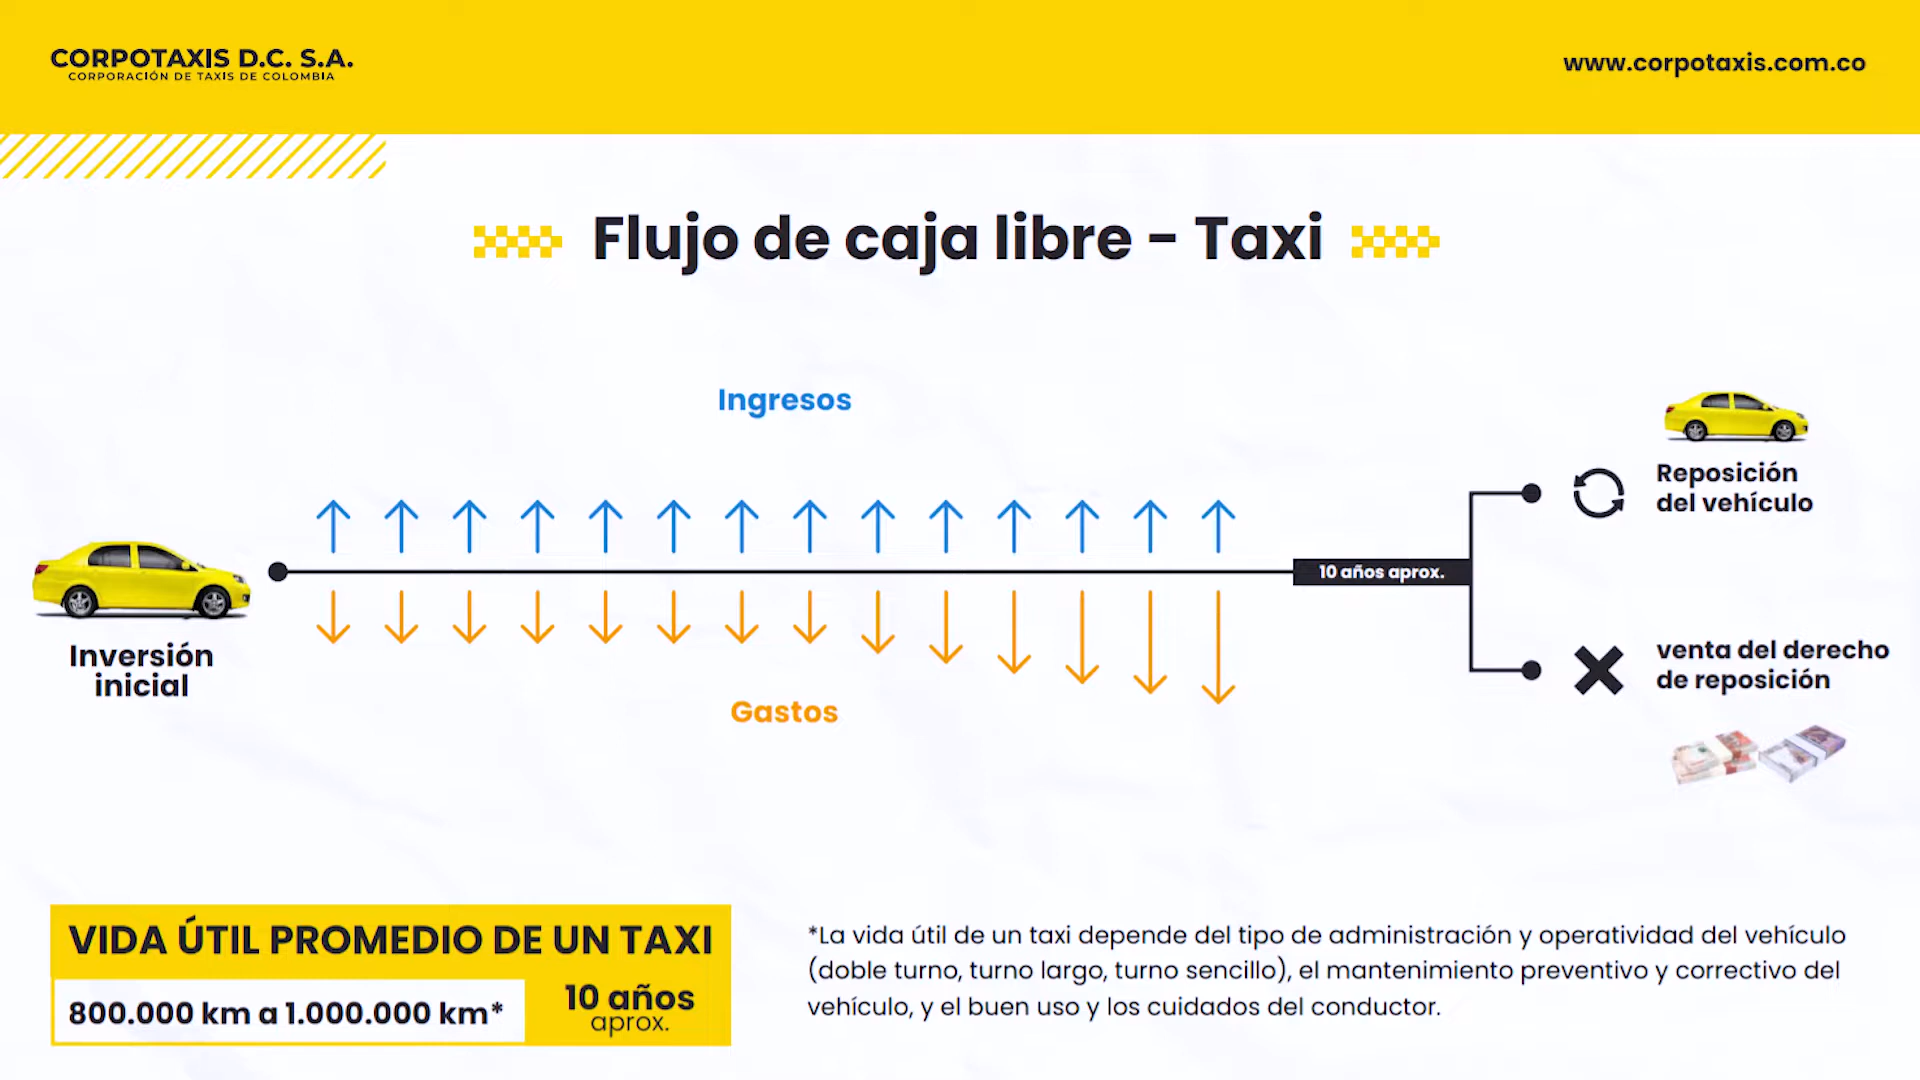 CORPOTAXIS D.C. S.A.
CORPORACIÓN DE TAXIS DE COLOMBIA
www.corpotaxis.com.co
Flujo de caja libre - Taxi
Ingresos
Inversión
inicial
Gastos
10 años aprox.
Reposición
del vehículo
venta del derecho
de reposición
VIDA ÚTIL PROMEDIO DE UN TAXI
800.000 km a 1.000.000 km*
10 años
aprox.
*La vida útil de un taxi depende del tipo de administración y operatividad del vehículo
(doble turno, turno largo, turno sencillo), el mantenimiento preventivo y correctivo del
vehículo, y el buen uso y los cuidados del conductor.